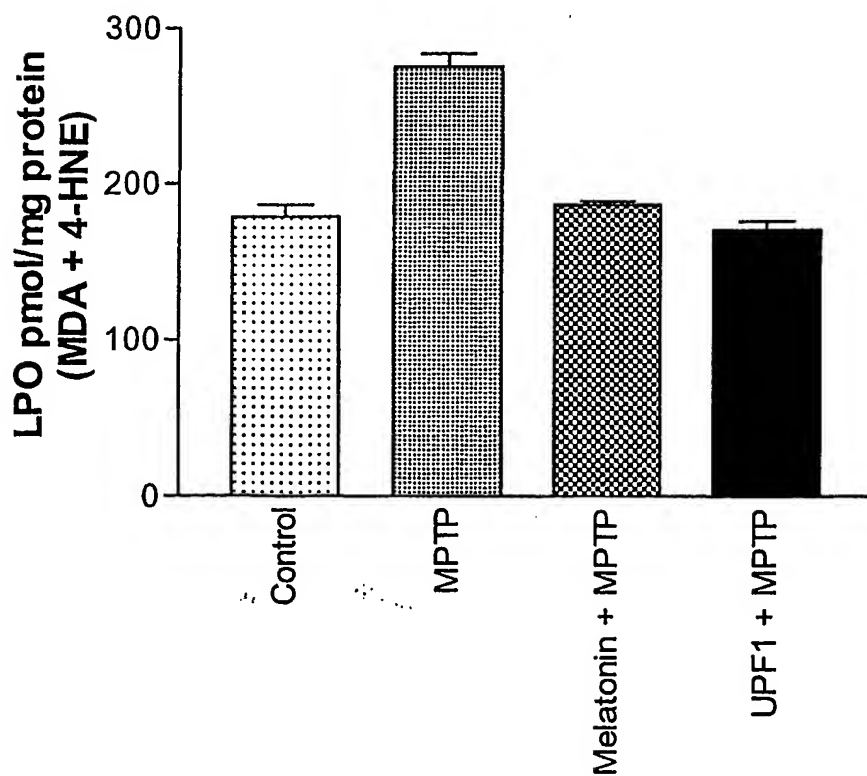 LPO pmol/mg protein
(MDA + 4-HNE)
300
200
100
0
Control
MPTP
Melatonin + MPTP
UPF1 + MPTP